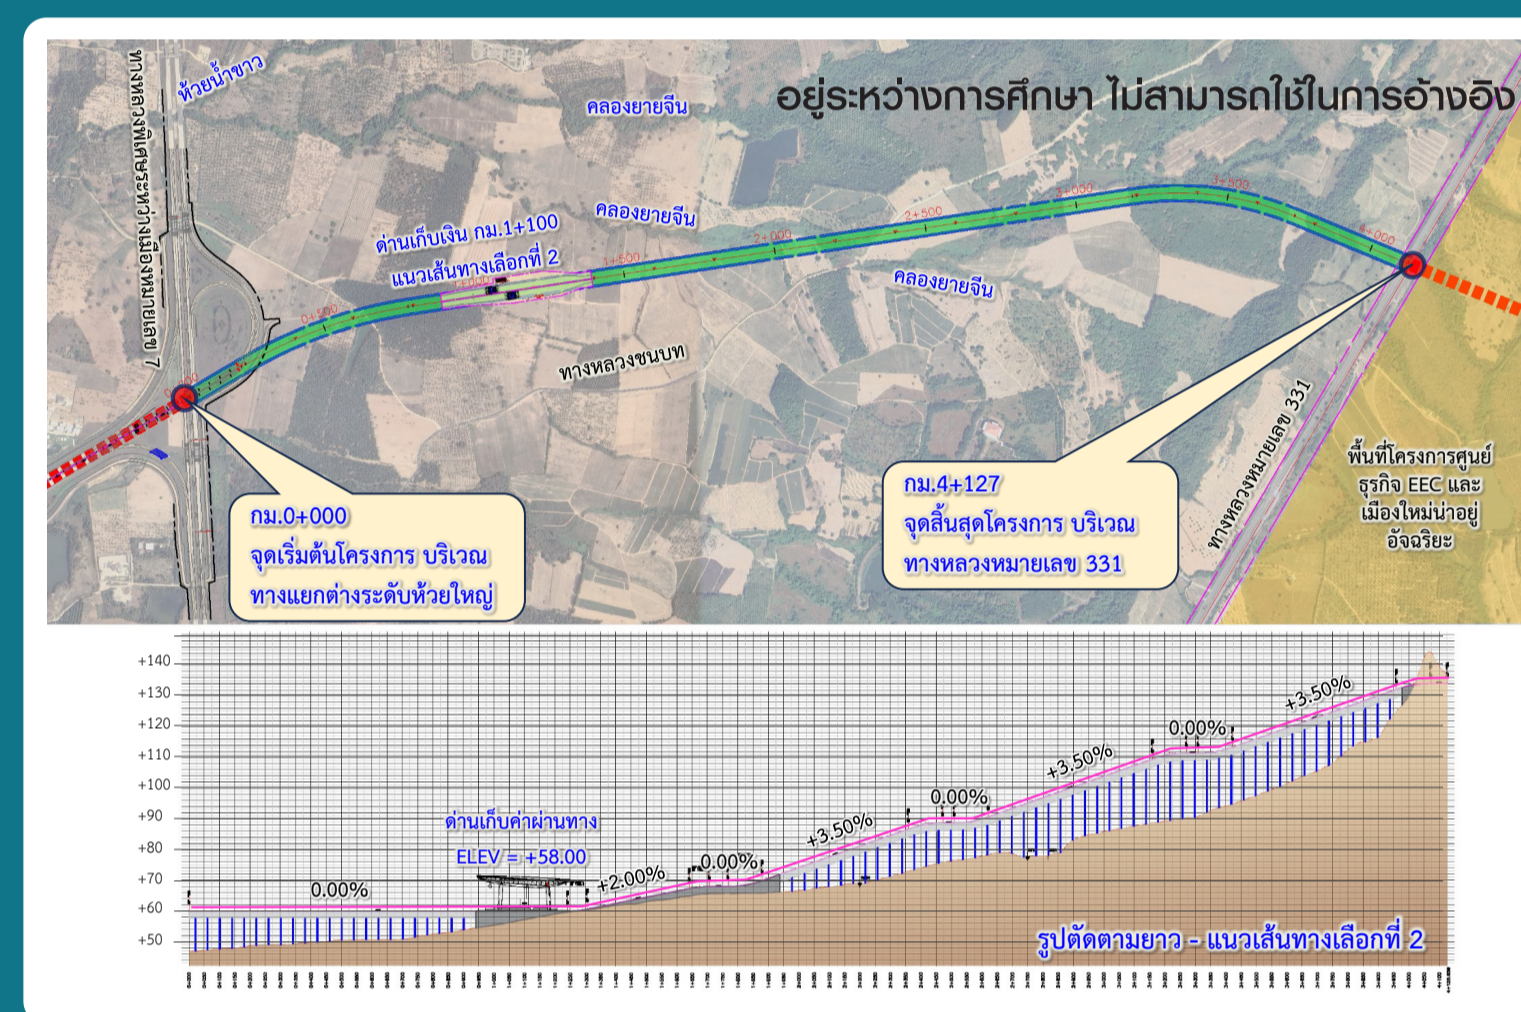 อยู่ระหว่างการศึกษา ไม่สามารถใช้ในการอ้างอิง
ห้วยน้ำขาว
คลองยายจีน
ทางหลวงพิเศษระหว่างเมืองหมายเลข 7
คลองยายจีน
ด่านเก็บเงิน กม.1+100
แนวเส้นทางเลือกที่ 2
คลองยายจีน
0+500
1+000
1+500
2+000
2+500
3+000
3+500
4+000
ทางหลวงชนบท
ทางหลวงหมายเลข 331
พื้นที่โครงการศูนย์
ธุรกิจ EEC และ
เมืองใหม่น่าอยู่
อัจฉริยะ
กม.0+000
จุดเริ่มต้นโครงการ บริเวณ
ทางแยกต่างระดับห้วยใหญ่
กม.4+127
จุดสิ้นสุดโครงการ บริเวณ
ทางหลวงหมายเลข 331
+140
+130
+120
+110
+100
+90
+80
+70
+60
+50
0.00%
ด่านเก็บค่าผ่านทาง
ELEV = +58.00
+2.00%
0.00%
+3.50%
0.00%
+3.50%
0.00%
+3.50%
รูปตัดตามยาว - แนวเส้นทางเลือกที่ 2